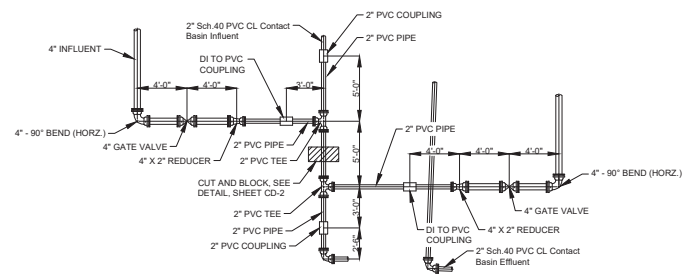 2" PVC COUPLING
2" Sch.40 PVC CL Contact
Basin Influent
2" PVC PIPE
4" INFLUENT
DI TO PVC
COUPLING
4'-0"
4'-0"
3'-0"
5'-0"
4" - 90° BEND (HORZ.)
4" GATE VALVE
4" X 2" REDUCER
2" PVC PIPE
2" PVC TEE
5'-0"
2" PVC PIPE
4'-0"
4'-0"
4'-0"
CUT AND BLOCK, SEE
DETAIL, SHEET CD-2
4" - 90° BEND (HORZ.)
2" PVC TEE
2" PVC PIPE
2" PVC COUPLING
3'-0"
2'-6"
4" GATE VALVE
4" X 2" REDUCER
DI TO PVC
COUPLING
2" Sch.40 PVC CL Contact
Basin Effluent